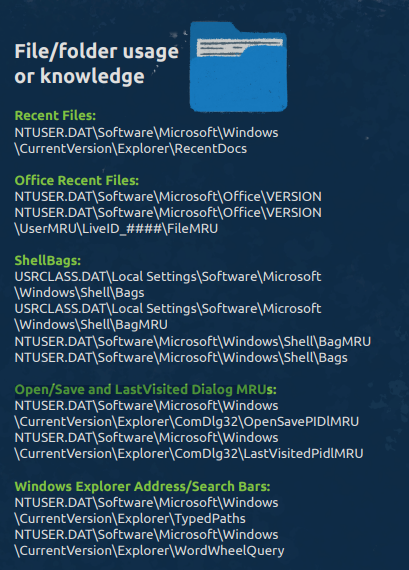 File/folder usage
or knowledge
Recent Files:
NTUSER.DAT\Software\Microsoft\Windows
\CurrentVersion\Explorer\RecentDocs
Office Recent Files:
NTUSER.DAT\Software\Microsoft\Office\VERSION
NTUSER.DAT\Software\Microsoft\Office\VERSION
\UserMRU\LiveID_####\FileMRU
ShellBags:
USRCLASS.DAT\Local Settings\Software\Microsoft
\Windows\Shell\Bags
USRCLASS.DAT\Local Settings\Software\Microsoft
\Windows\Shell\BagMRU
NTUSER.DAT\Software\Microsoft\Windows\Shell\BagMRU
NTUSER.DAT\Software\Microsoft\Windows\Shell\Bags
Open/Save and LastVisited Dialog MRUs:
NTUSER.DAT\Software\Microsoft\Windows
\CurrentVersion\Explorer\ComDlg32\OpenSavePIDlMRU
NTUSER.DAT\Software\Microsoft\Windows
\CurrentVersion\Explorer\ComDlg32\LastVisitedPidlMRU
Windows Explorer Address/Search Bars:
NTUSER.DAT\Software\Microsoft\Windows
\CurrentVersion\Explorer\TypedPaths
NTUSER.DAT\Software\Microsoft\Windows
\CurrentVersion\Explorer\WordWheelQuery